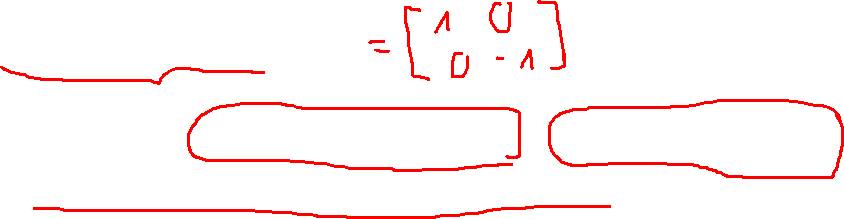 = [1 0
0 -1]